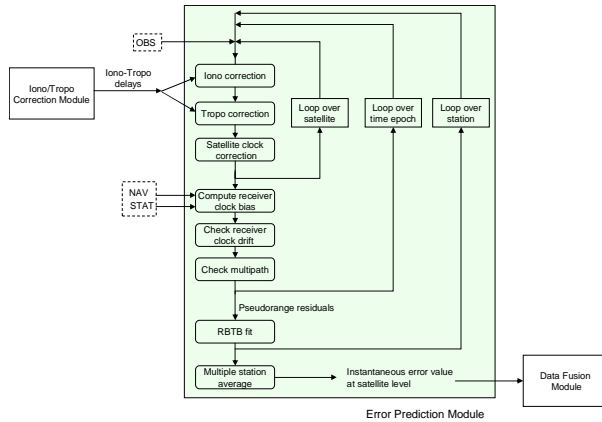 OBS
Iono/Tropo
Correction Module
Iono-Tropo
delays
Iono correction
Tropo correction
Satellite clock
correction
Loop over
satellite
Loop over
time epoch
Loop over
station
NAV
STAT
Compute receiver
clock bias
Check receiver
clock drift
Check multipath
Pseudorange residuals
RBTB fit
Multiple station
average
Instantaneous error value
at satellite level
Data Fusion
Module
Error Prediction Module